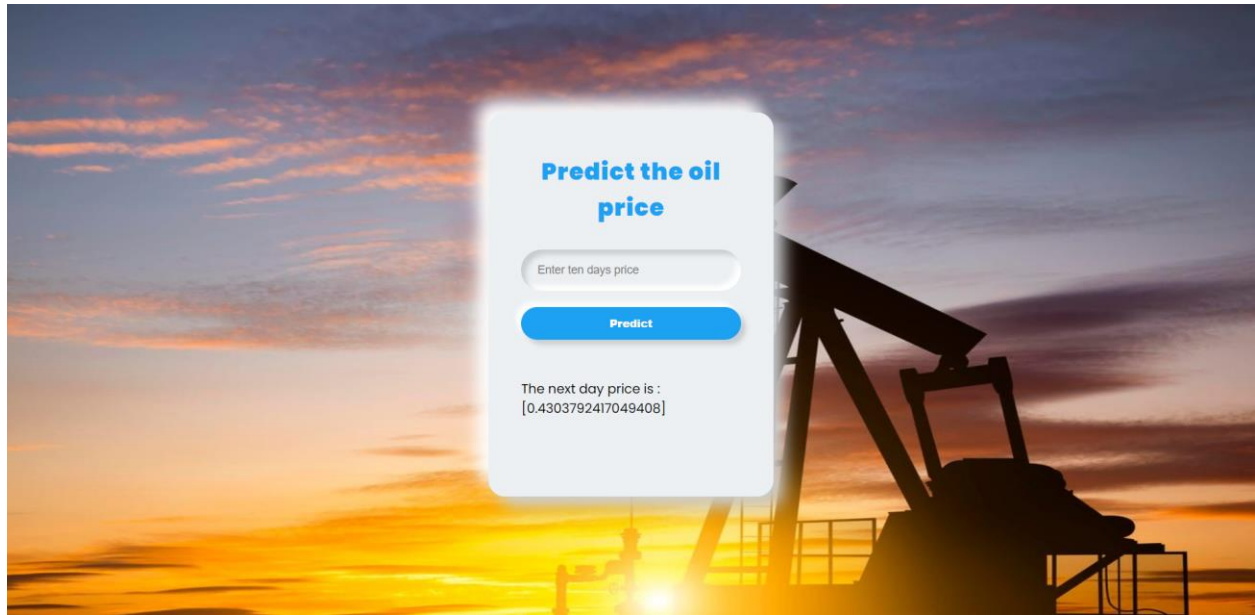 Predict the oil
price
Enter ten days price
Predict
The next day price is :
[0.4303792417049408]